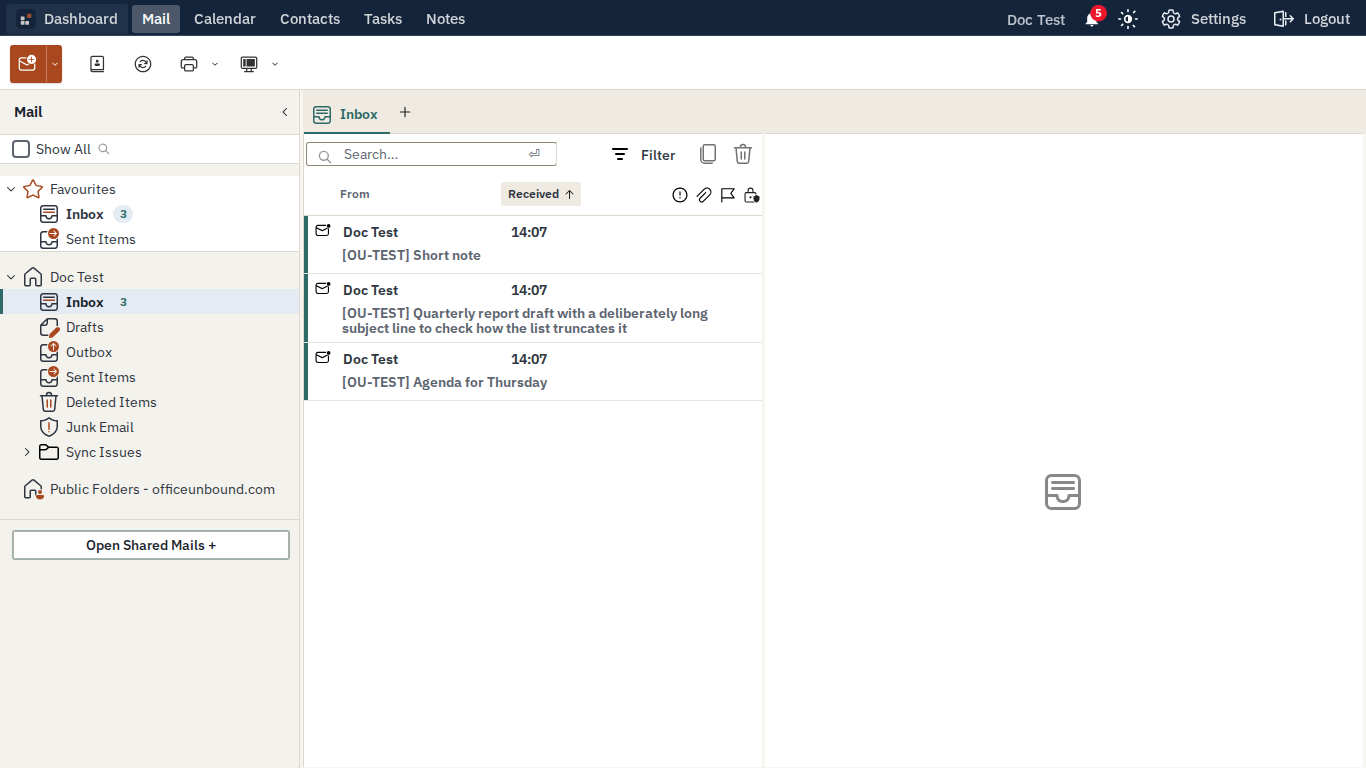 Dashboard Mail Calendar Contacts Tasks Notes Doc Test 5 Settings Logout
Mail
Show All
Favourites
Inbox 3
Sent Items
Doc Test
Inbox 3
Drafts
Outbox
Sent Items
Deleted Items
Junk Email
Sync Issues
Public Folders - officeunbound.com
Open Shared Mails +
Inbox +
Search... Filter
From Received
Doc Test 14:07
[OU-TEST] Short note
Doc Test 14:07
[OU-TEST] Quarterly report draft with a deliberately long
subject line to check how the list truncates it
Doc Test 14:07
[OU-TEST] Agenda for Thursday